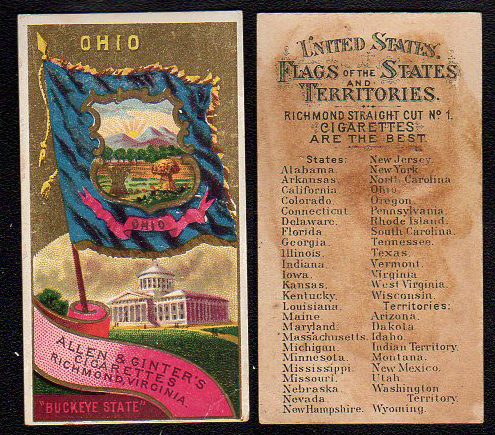 OHIO
OHIO
ALLEN & GINTER'S
CIGARETTES
RICHMOND, VIRGINIA
"BUCKEYE STATE"
UNITED STATES,
FLAGS OF THE STATES
AND
TERRITORIES.
RICHMOND STRAIGHT CUT Nº 1.
CIGARETTES
ARE THE BEST
States:
Alabama
Arkansas
California
Colorado
Connecticut
Delaware,
Florida
Georgia
Illinois,
Indiana
Iowa,
Kansas,
Kentucky,
Louisiana,
Maine
Maryland,
Massachusetts,
Michigan
Minnesota
Mississippi
Missouri,
Nebraska
Nevada
New Hampshire,
New Jersey,
New York
North Carolina
Ohio
Oregon
Pennsylvania,
Rhode Island.
South Carolina.
Tennessee.
Texas
Vermont.
Virginia
West Virginia.
Wisconsin.
Territories:
Arizona.
Dakota
Idaho.
Indian Territory.
Montana.
New Mexico.
Utah
Washington
Territory.
Wyoming.